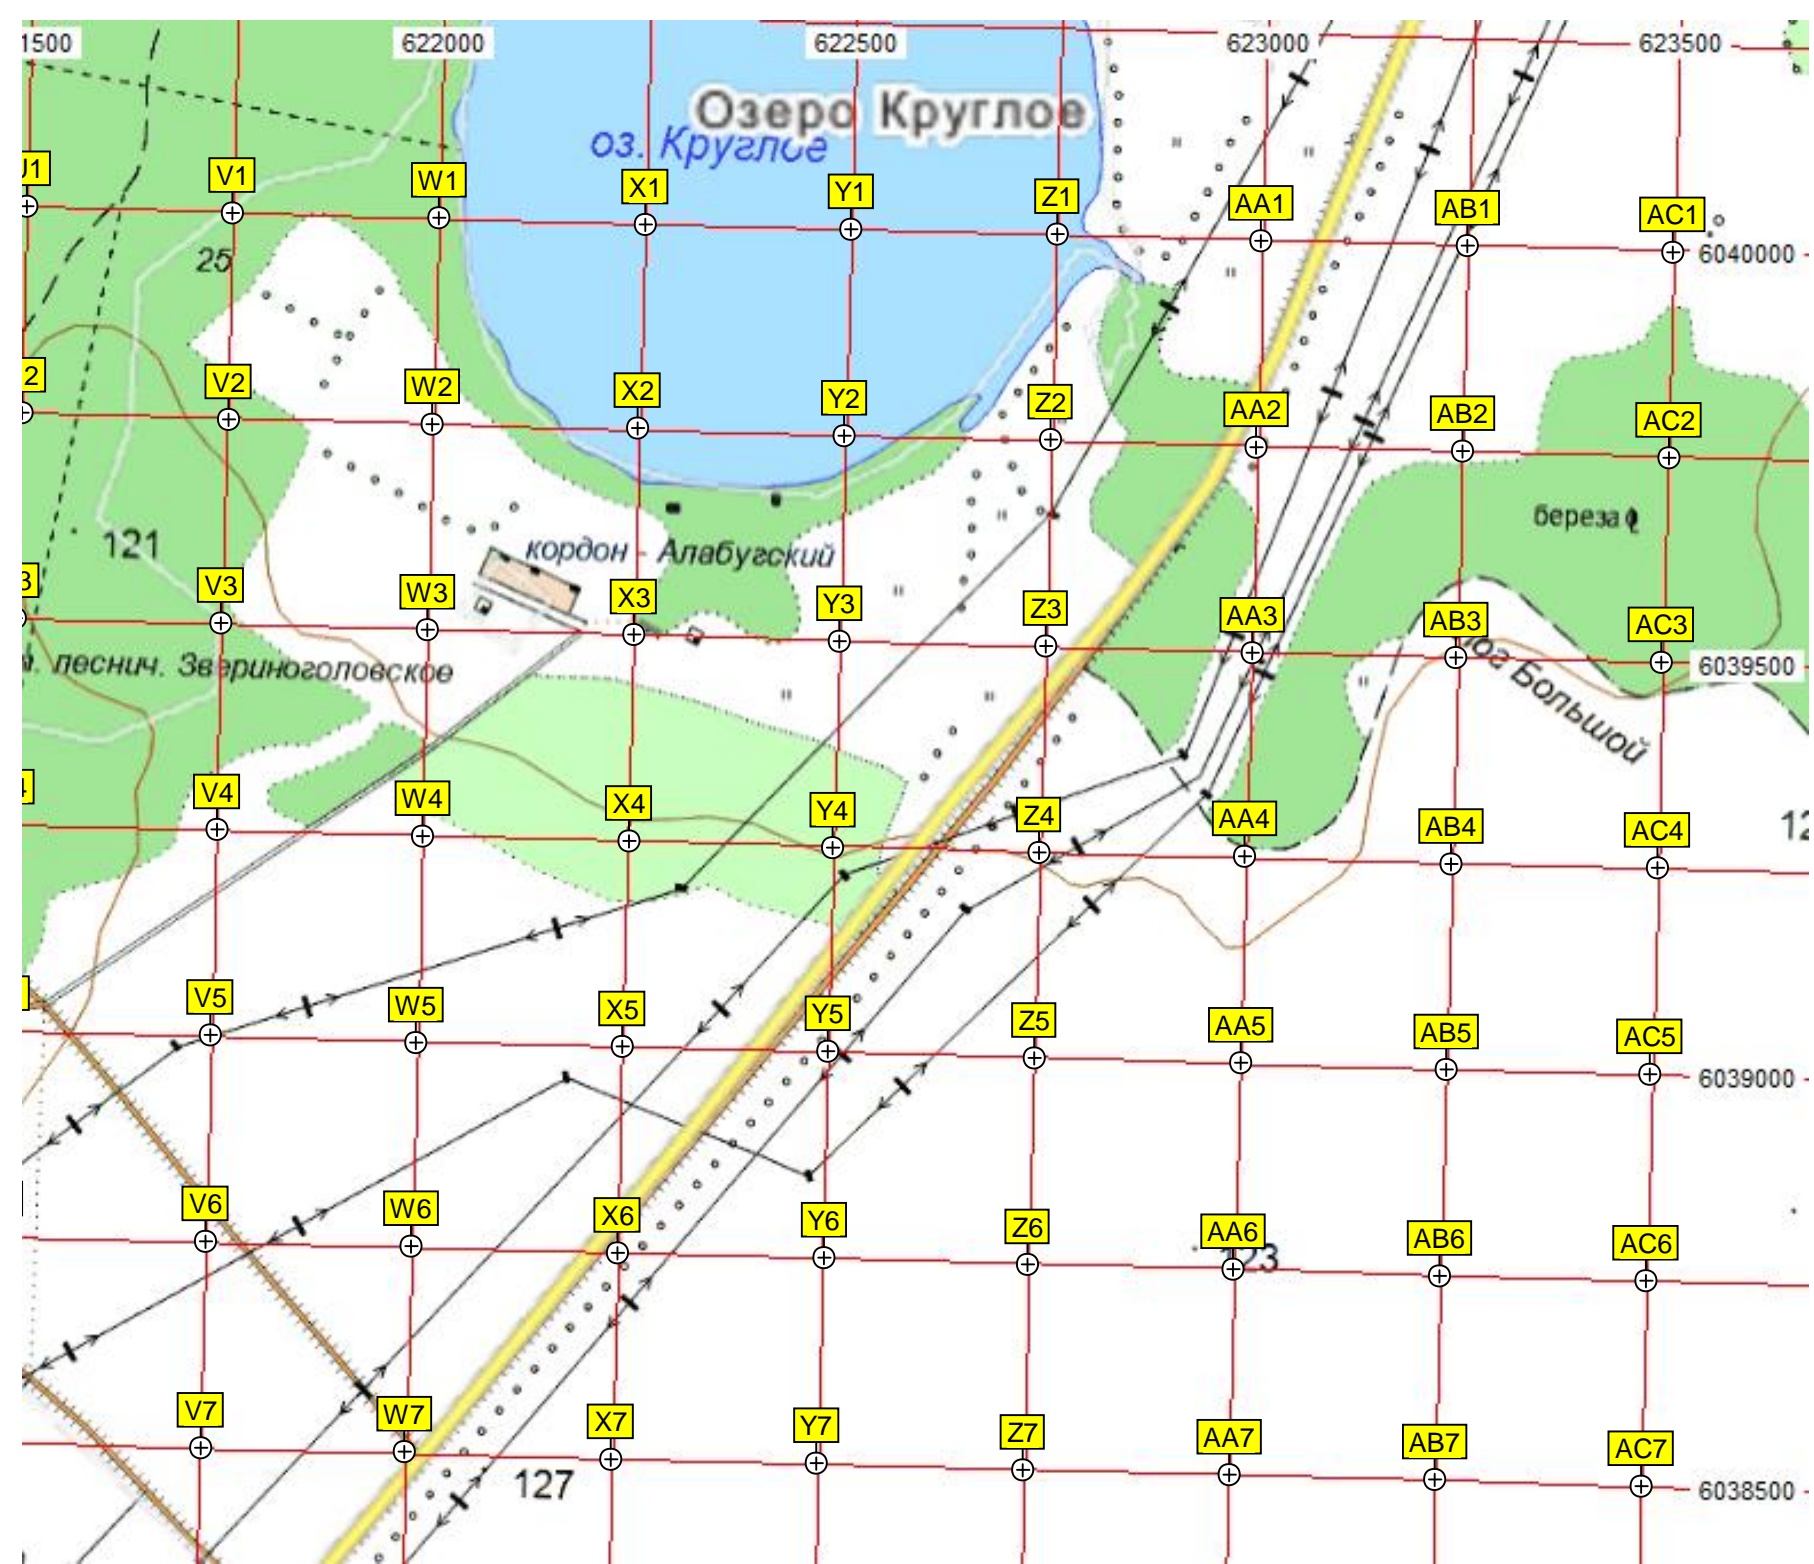 1500 622000 622500 623000 623500
Озеро Круглое
оз. Круглое
V1 W1 X1 Y1 Z1 AA1 AB1 AC1
25
6040000
V2 W2 X2 Y2 Z2 AA2 AB2 AC2
береза
121
кордон - Алабугский
V3 W3 X3 Y3 Z3 AA3 AB3 AC3
леснич. Звериноголовское
6039500
лог Большой
V4 W4 X4 Y4 Z4 AA4 AB4 AC4
V5 W5 X5 Y5 Z5 AA5 AB5 AC5
6039000
V6 W6 X6 Y6 Z6 AA6 AB6 AC6
123
V7 W7 X7 Y7 Z7 AA7 AB7 AC7
127
6038500